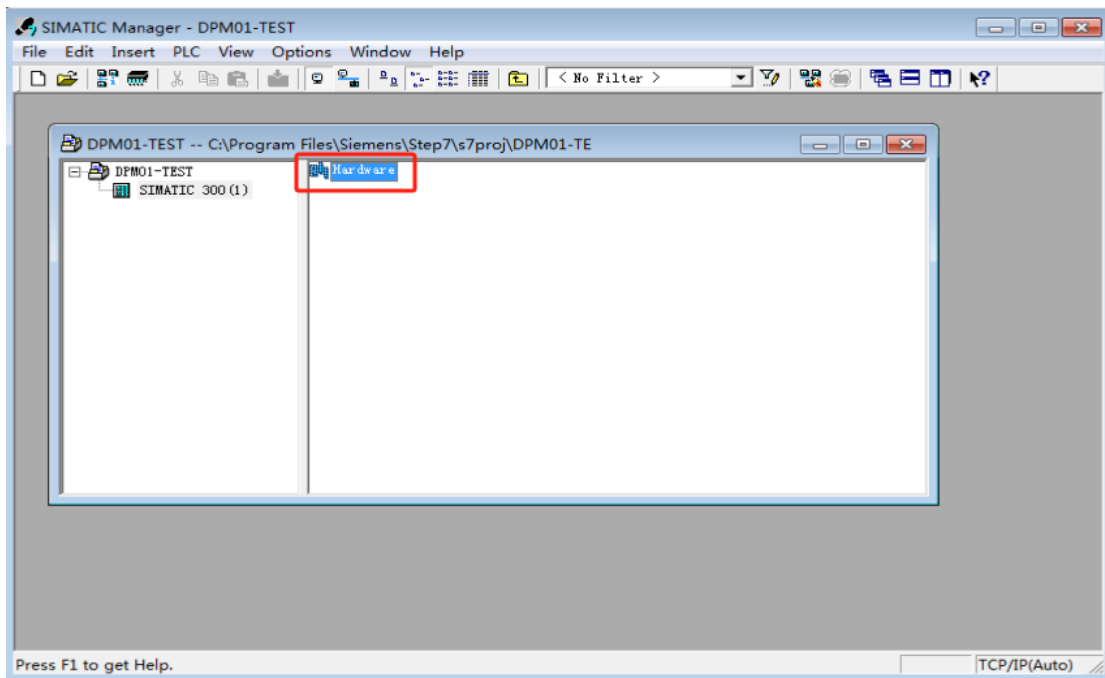 SIMATIC Manager - DPM01-TEST
File Edit Insert PLC View Options Window Help
< No Filter >
DPM01-TEST -- C:\Program Files\Siemens\Step7\s7proj\DPM01-TE
DPM01-TEST
Hardware
SIMATIC 300(1)
Press F1 to get Help.
TCP/IP(Auto)